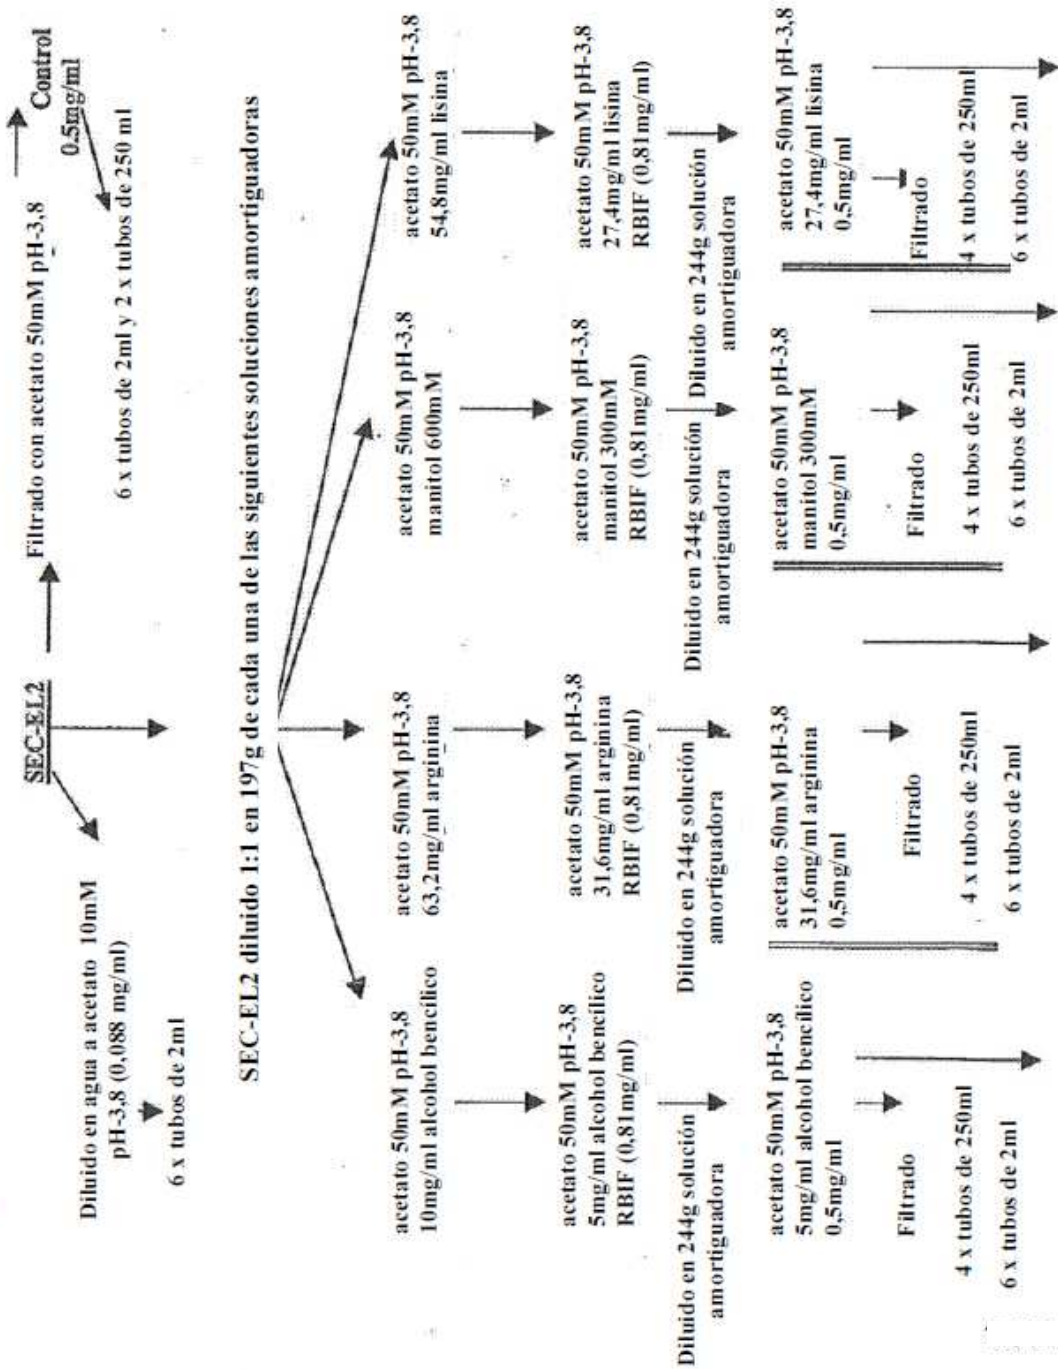 SEC-EL2
Filtrado con acetato 50mM pH-3,8
Control
0.5mg/ml
6 x tubos de 2ml y 2 x tubos de 250 ml
Diluido en agua a acetato 10mM
pH-3,8 (0,088 mg/ml)
6 x tubos de 2ml
SEC-EL2 diluido 1:1 en 197g de cada una de las siguientes soluciones amortiguadoras
acetato 50mM pH-3,8
10mg/ml alcohol bencílico
acetato 50mM pH-3,8
63,2mg/ml arginina
acetato 50mM pH-3,8
manitol 600mM
acetato 50mM pH-3,8
54,8mg/ml lisina
acetato 50mM pH-3,8
5mg/ml alcohol bencílico
RBIF (0,81mg/ml)
acetato 50mM pH-3,8
31,6mg/ml arginina
RBIF (0,81mg/ml)
acetato 50mM pH-3,8
manitol 300mM
RBIF (0,81mg/ml)
acetato 50mM pH-3,8
27,4mg/ml lisina
RBIF (0,81mg/ml)
Diluido en 244g solución
amortiguadora
Diluido en 244g solución
amortiguadora
Diluido en 244g solución
amortiguadora
Diluido en 244g solución
amortiguadora
acetato 50mM pH-3,8
5mg/ml alcohol bencílico
0,5mg/ml
acetato 50mM pH-3,8
31,6mg/ml arginina
0,5mg/ml
acetato 50mM pH-3,8
manitol 300mM
0,5mg/ml
acetato 50mM pH-3,8
27,4mg/ml lisina
0,5mg/ml
Filtrado
Filtrado
Filtrado
Filtrado
4 x tubos de 250ml
4 x tubos de 250ml
4 x tubos de 250ml
4 x tubos de 250ml
6 x tubos de 2ml
6 x tubos de 2ml
6 x tubos de 2ml
6 x tubos de 2ml